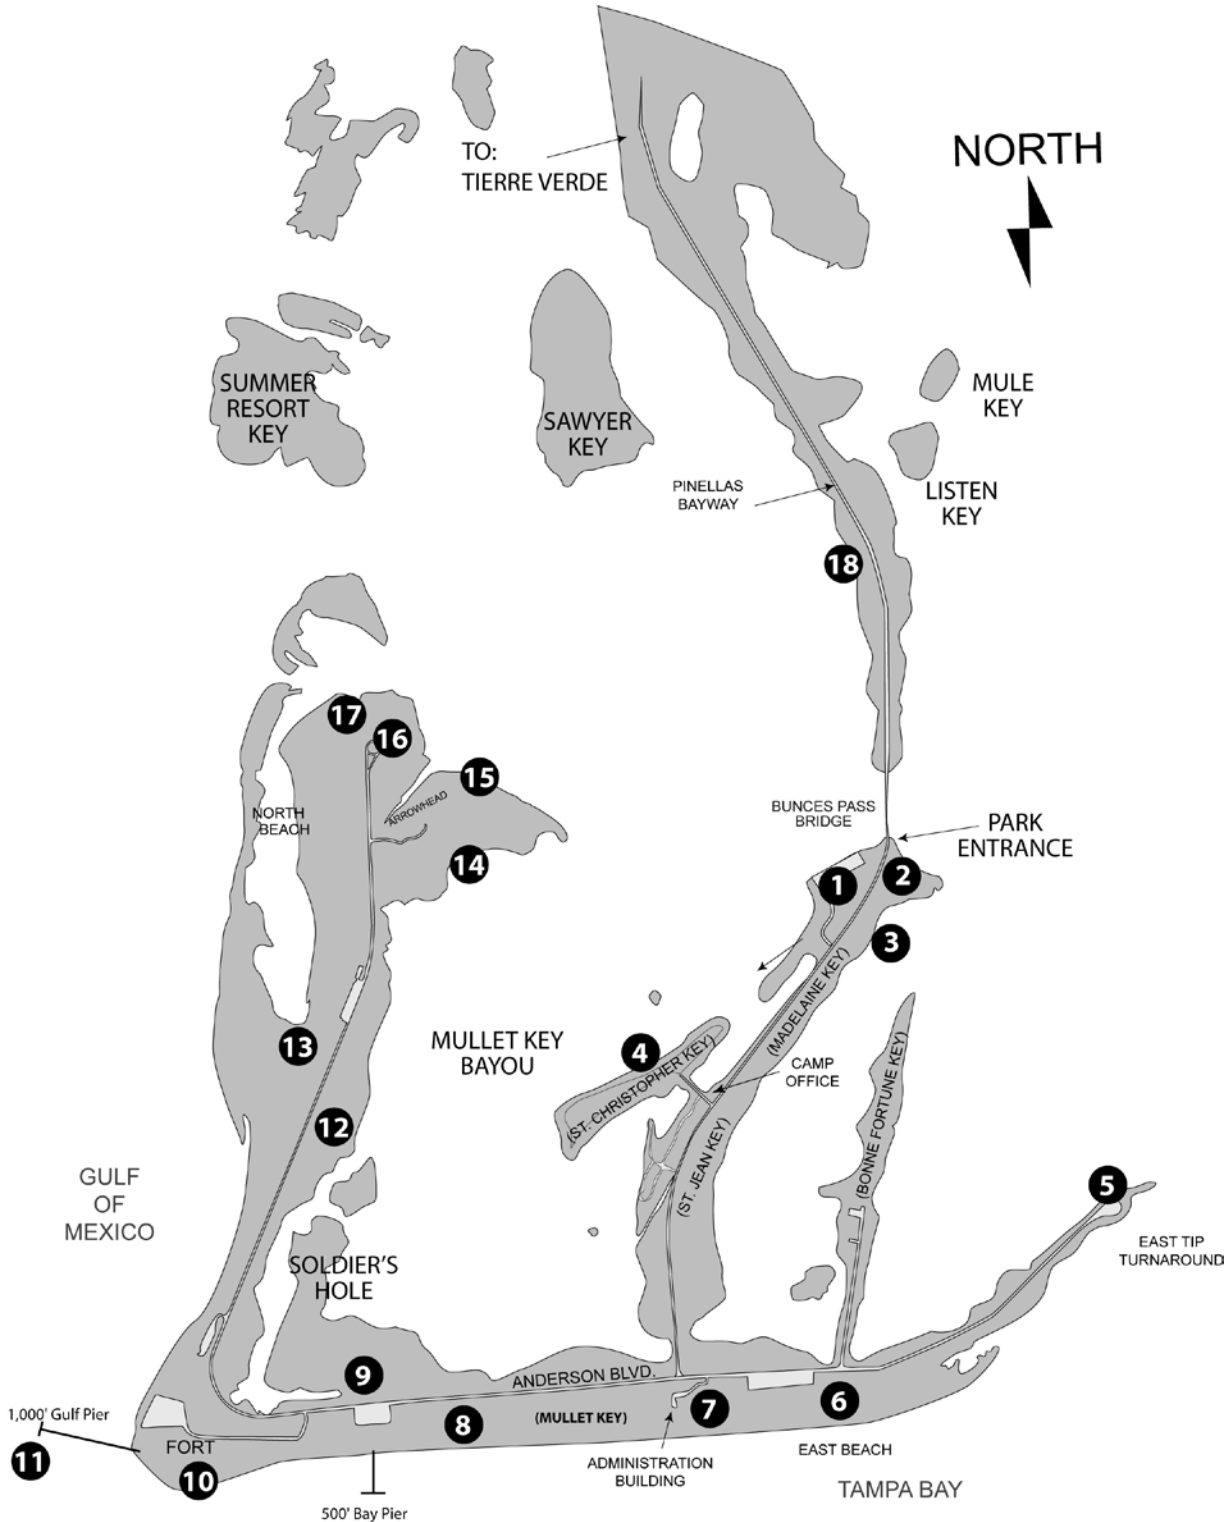 TO:
TIERRE VERDE
NORTH
SUMMER
RESORT
KEY
SAWYER
KEY
MULE
KEY
PINELLAS
BAYWAY
LISTEN
KEY
18
17
16
15
ARROWHEAD
NORTH
BEACH
14
BUNCES PASS
BRIDGE
PARK
ENTRANCE
1
2
3
(MADELAINE KEY)
13
MULLET KEY
BAYOU
4
(ST. CHRISTOPHER KEY)
CAMP
OFFICE
(BONNE FORTUNE KEY)
12
(ST. JEAN KEY)
GULF
OF
MEXICO
5
EAST TIP
TURNAROUND
SOLDIER'S
HOLE
9
ANDERSON BLVD.
6
7
8
(MULLET KEY)
1,000' Gulf Pier
11
FORT
10
ADMINISTRATION
BUILDING
EAST BEACH
TAMPA BAY
500' Bay Pier